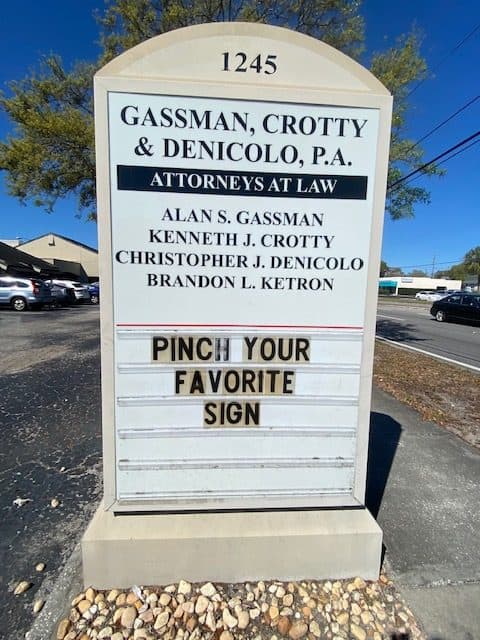 1245
GASSMAN, CROTTY
& DENICOLO, P.A.
ATTORNEYS AT LAW
ALAN S. GASSMAN
KENNETH J. CROTTY
CHRISTOPHER J. DENICOLO
BRANDON L. KETRON
PINCH YOUR
FAVORITE
SIGN